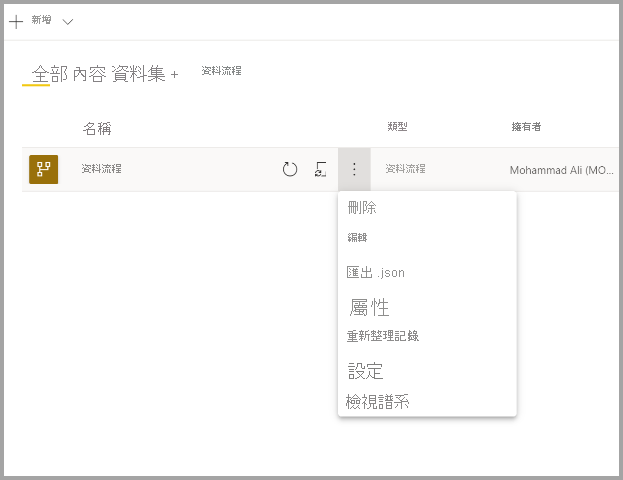 新增
全部 內容 資料集 + 資料流程
名稱 類型 擁有者
資料流程 資料流程 Mohammad Ali (MO...
刪除
編輯
匯出 .json
屬性
重新整理記錄
設定
檢視譜系